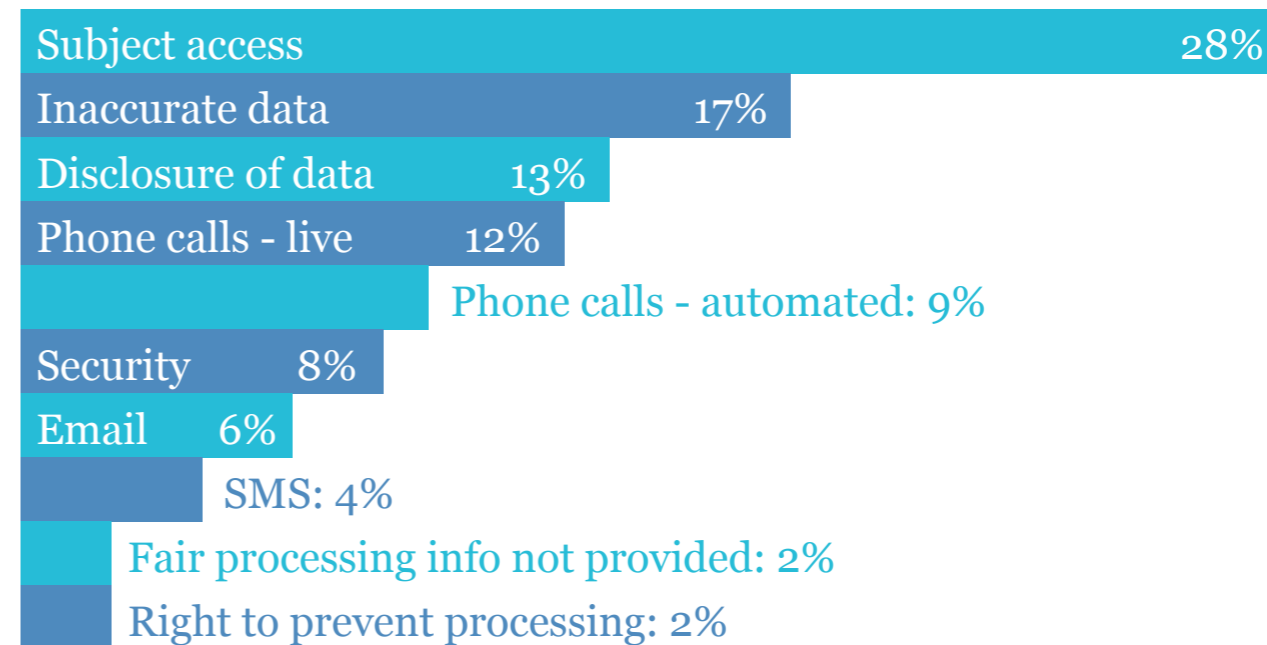 Subject access 28%
Inaccurate data 17%
Disclosure of data 13%
Phone calls - live 12%
Phone calls - automated: 9%
Security 8%
Email 6%
SMS: 4%
Fair processing info not provided: 2%
Right to prevent processing: 2%